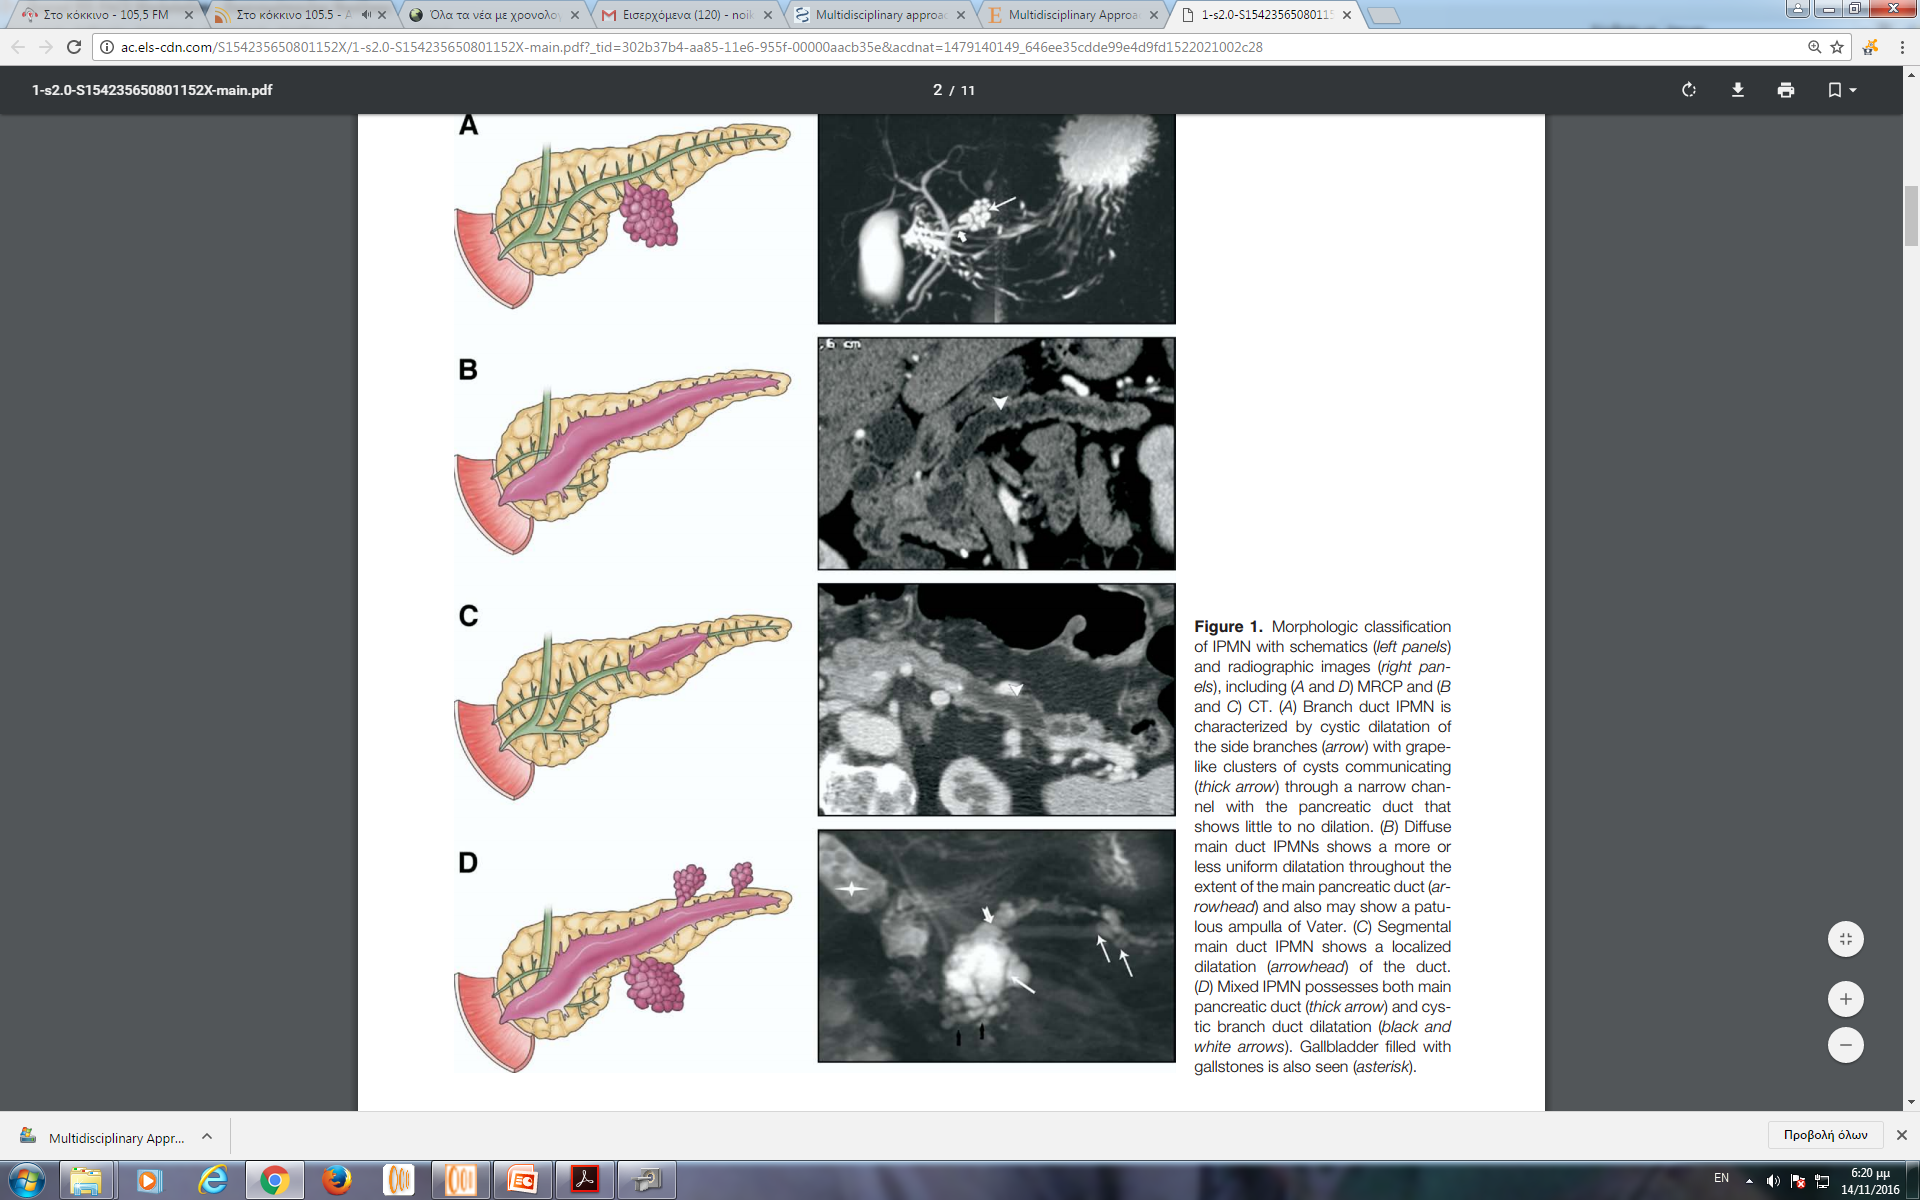 Στο κόκκινο - 105,5 FM
Στο κόκκινο 105.5 - A
Όλα τα νέα με χρονολογ
Εισερχόμενα (120) - noik
Multidisciplinary approac
Multidisciplinary Approa
1-s2.0-S15423565080115
ac.els-cdn.com/S154235650801152X/1-s2.0-S154235650801152X-main.pdf?_tid=302b37b4-aa85-11e6-955f-00000aacb35e&acdnat=1479140149_646ee35cdde99e4d9fd1522021002c28
1-s2.0-S154235650801152X-main.pdf
2 / 11
A
B
,6 cm
C
D
Figure 1. Morphologic classification
of IPMN with schematics (left panels)
and radiographic images (right pan-
els), including (A and D) MRCP and (B
and C) CT. (A) Branch duct IPMN is
characterized by cystic dilatation of
the side branches (arrow) with grape-
like clusters of cysts communicating
(thick arrow) through a narrow chan-
nel with the pancreatic duct that
shows little to no dilation. (B) Diffuse
main duct IPMNs shows a more or
less uniform dilatation throughout the
extent of the main pancreatic duct (ar-
rowhead) and also may show a patu-
lous ampulla of Vater. (C) Segmental
main duct IPMN shows a localized
dilatation (arrowhead) of the duct.
(D) Mixed IPMN possesses both main
pancreatic duct (thick arrow) and cys-
tic branch duct dilatation (black and
white arrows). Gallbladder filled with
gallstones is also seen (asterisk).
Multidisciplinary Appr...
Προβολή όλων
EN
6:20 μμ
14/11/2016